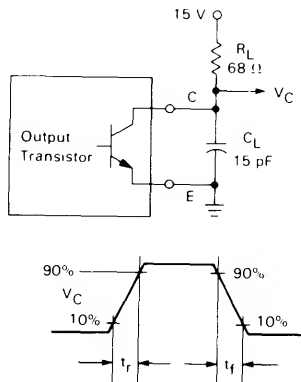 15 V
R_L
68 Ω
C
V_C
Output
Transistor
C_L
15 pF
E
90%
90%
V_C
10%
10%
t_r
t_f